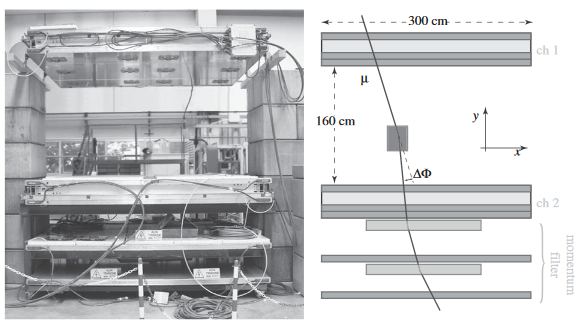 300 cm
ch 1
μ
160 cm
y
x
ΔΦ
ch 2
momentum
filter